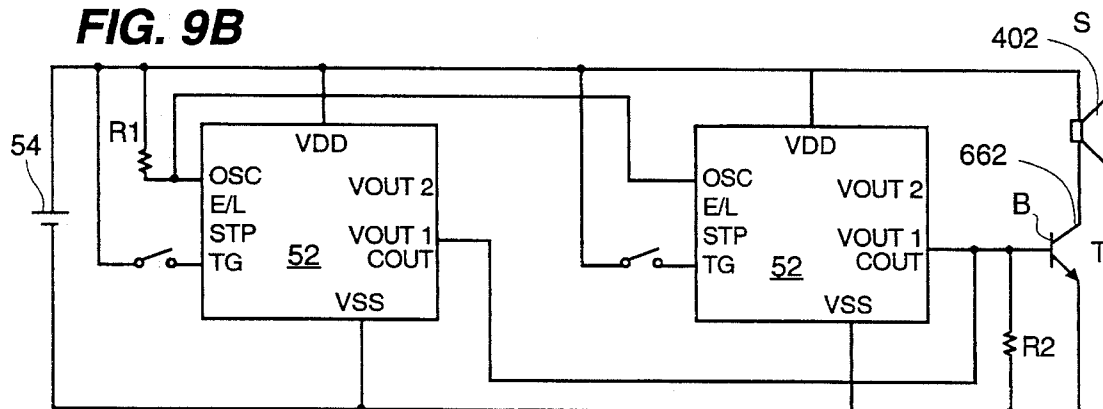 FIG. 9B
S
402
54
R1
VDD
OSC
E/L
STP
TG
VOUT 2
VOUT 1
COUT
52
VSS
VDD
OSC
E/L
STP
TG
VOUT 2
VOUT 1
COUT
52
VSS
662
B
T
R2